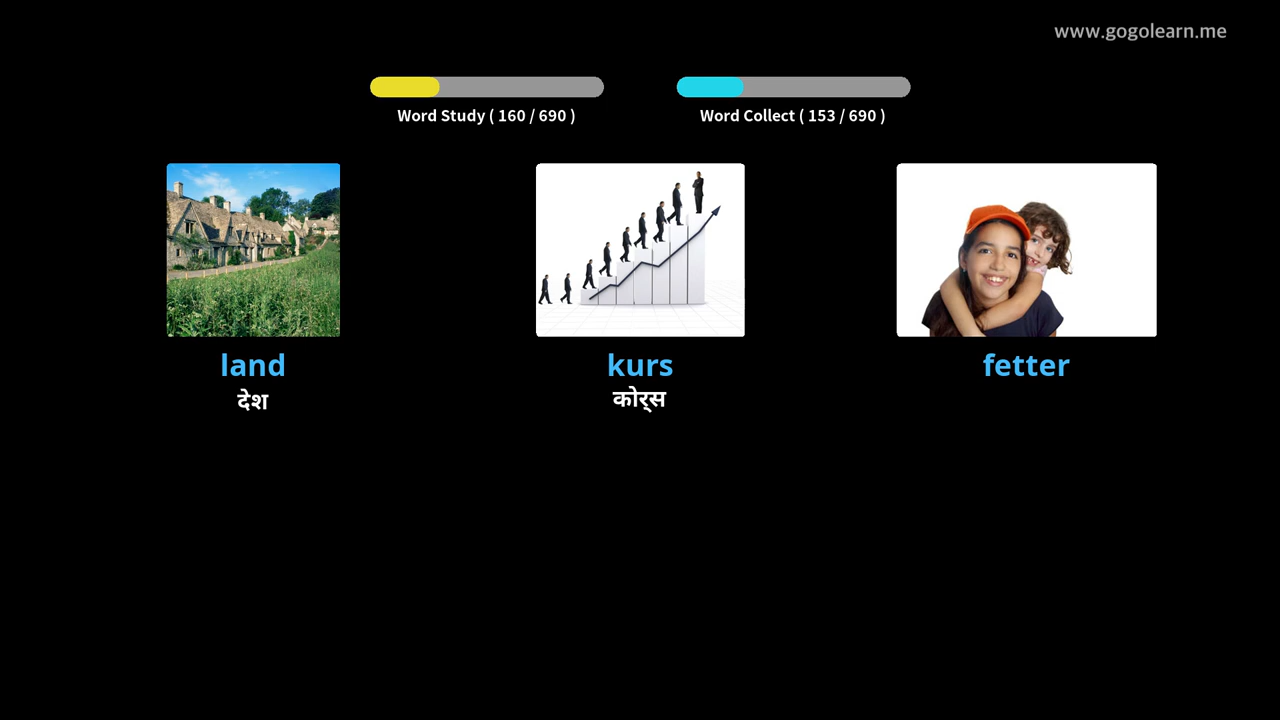 www.gogolearn.me
Word Study ( 160 / 690 )
Word Collect ( 153 / 690 )
land
kurs
fetter
देश
कोर्स